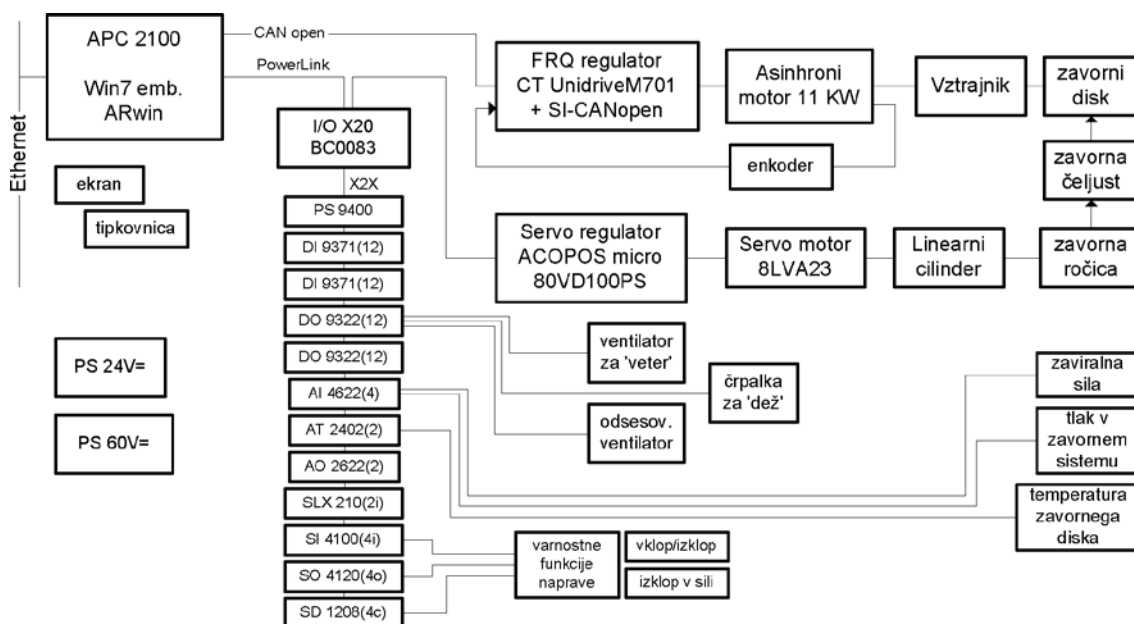 Ethernet
APC 2100
Win7 emb.
ARwin
CAN open
PowerLink
FRQ regulator
CT UnidriveM701
+ SI-CANopen
Asinhroni
motor 11 KW
Vztrajnik
zavorni
disk
I/O X20
BC0083
enkoder
zavorna
čeljust
ekran
tipkovnica
X2X
PS 9400
DI 9371(12)
DI 9371(12)
DO 9322(12)
DO 9322(12)
AI 4622(4)
AT 2402(2)
AO 2622(2)
SLX 210(2i)
SI 4100(4i)
SO 4120(4o)
SD 1208(4c)
Servo regulator
ACOPOS micro
80VD100PS
Servo motor
8LVA23
Linearni
cilinder
zavorna
ročica
PS 24V=
PS 60V=
ventilator
za 'veter'
črpalka
za 'dež'
odsesov.
ventilator
zaviralna
sila
tlak v
zavornem
sistemu
temperatura
zavornega
diska
varnostne
funkcije
naprave
vklop/izklop
izklop v sili